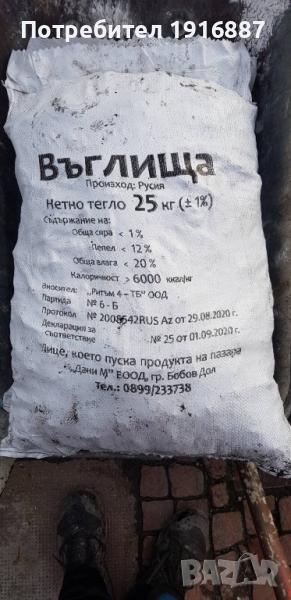 Потребител 1916887
Въглища
Произход: Русия
Нетно тегло 25 кг (± 1%)
Съдържание на:
Обща сяра < 1%
Пепел < 12%
Обща влага < 20%
Калоричност > 6000 ккал/кг
Вносител: „Ритъм 4 – ТБ" ООД
Партида № 6 - Б
Протокол № 2008642RUS Az от 29.08.2020 г.
Декларация за
съответствие № 25 от 01.09.2020 г.
Лице, което пуска продукта на пазара
„Дани М" ЕООД, гр. Бобов Дол
Тел.: 0899/233738
BAZAR